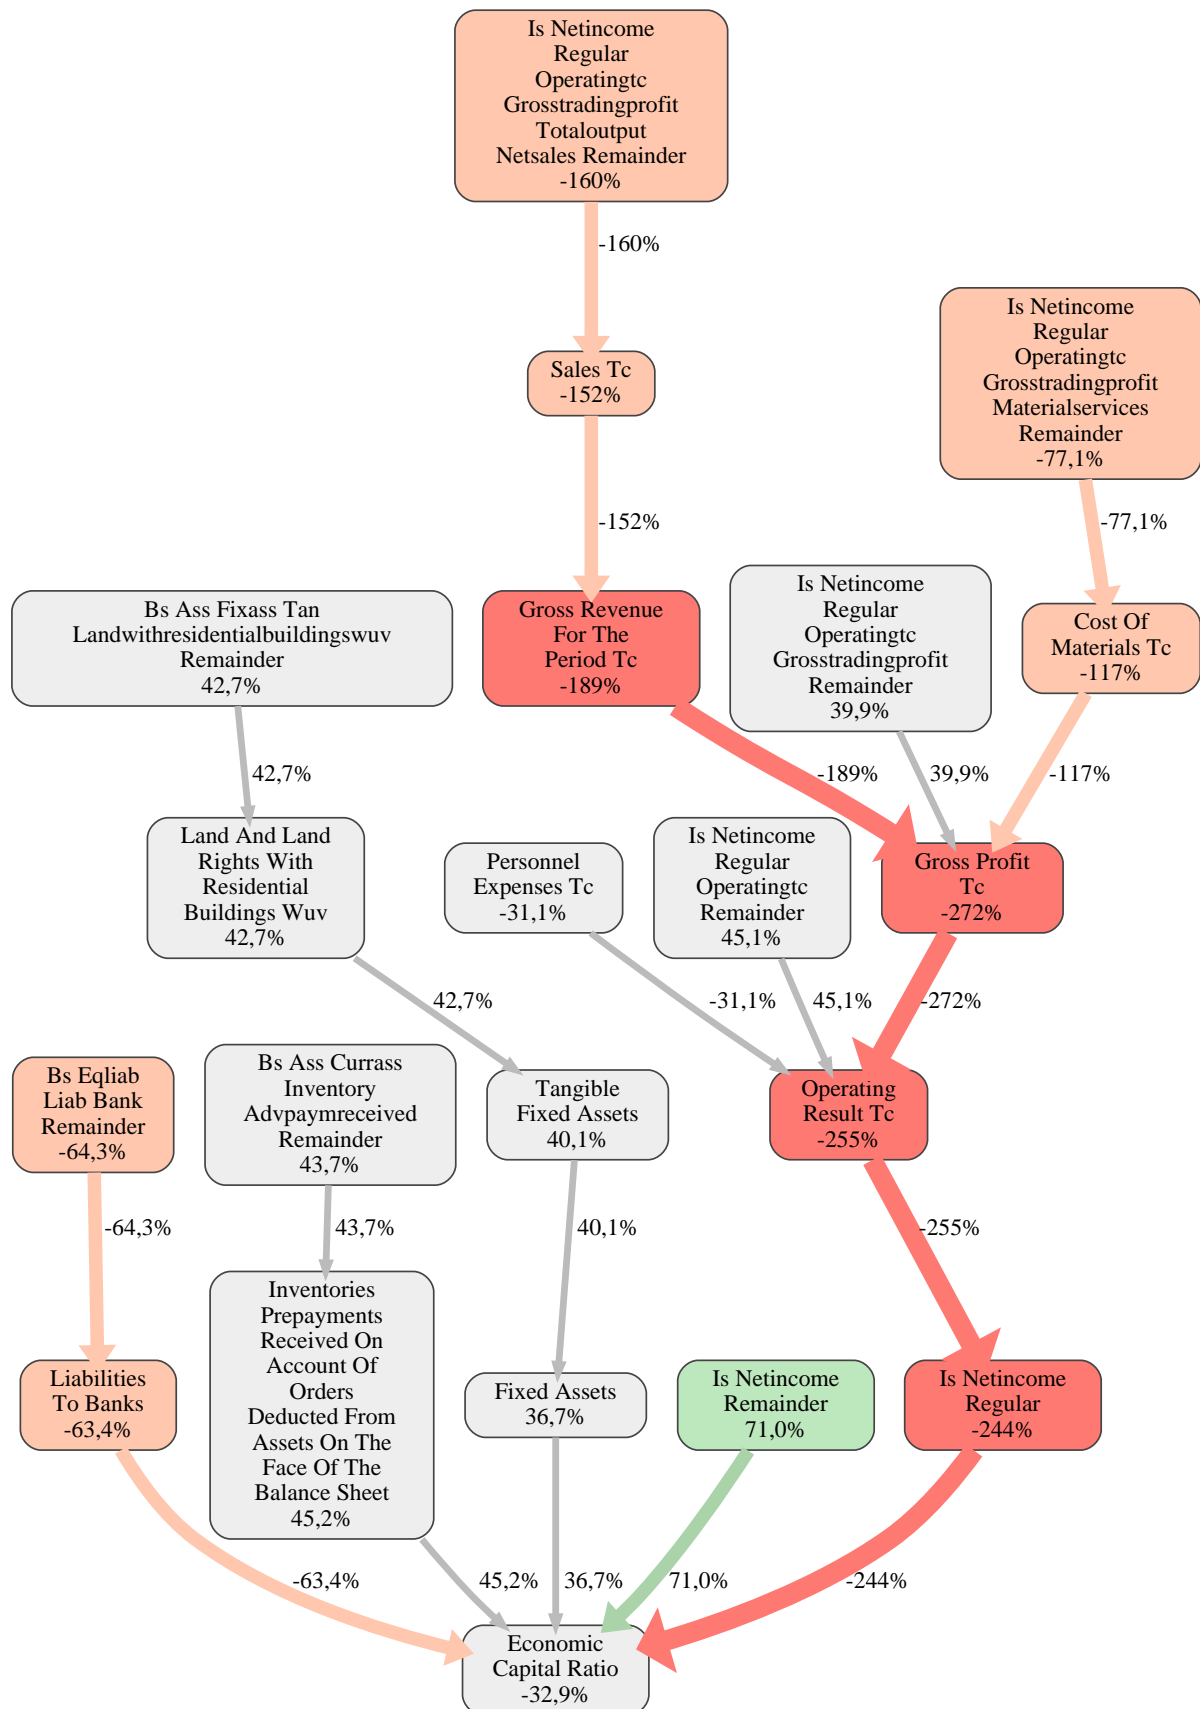 Is Netincome
Regular
Operatingtc
Grosstradingprofit
Totaloutput
Netsales Remainder
-160%
-160%
Is Netincome
Regular
Operatingtc
Grosstradingprofit
Materialservices
Remainder
-77,1%
Sales Tc
-152%
-152%
-77,1%
Bs Ass Fixass Tan
Landwithresidentialbuildingswuv
Remainder
42,7%
Gross Revenue
For The
Period Tc
-189%
Is Netincome
Regular
Operatingtc
Grosstradingprofit
Remainder
39,9%
Cost Of
Materials Tc
-117%
42,7%
-189%
39,9%
-117%
Land And Land
Rights With
Residential
Buildings Wuv
42,7%
Personnel
Expenses Tc
-31,1%
Is Netincome
Regular
Operatingtc
Remainder
45,1%
Gross Profit
Tc
-272%
42,7%
-31,1%
45,1%
-272%
Bs Eqliab
Liab Bank
Remainder
-64,3%
Bs Ass Currass
Inventory
Advpaymreceived
Remainder
43,7%
Tangible
Fixed Assets
40,1%
Operating
Result Tc
-255%
-64,3%
43,7%
40,1%
-255%
Liabilities
To Banks
-63,4%
Inventories
Prepayments
Received On
Account Of
Orders
Deducted From
Assets On The
Face Of The
Balance Sheet
45,2%
Fixed Assets
36,7%
Is Netincome
Remainder
71,0%
Is Netincome
Regular
-244%
-63,4%
45,2%
36,7%
71,0%
-244%
Economic
Capital Ratio
-32,9%